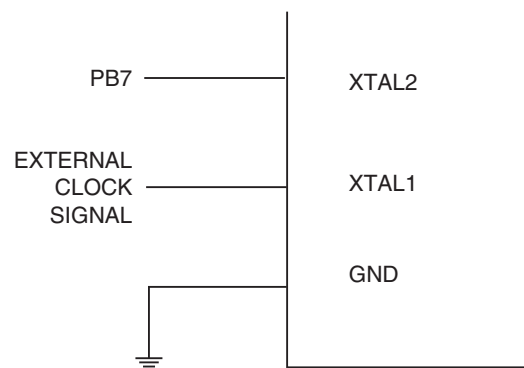 PB7
XTAL2
EXTERNAL
CLOCK
SIGNAL
XTAL1
GND